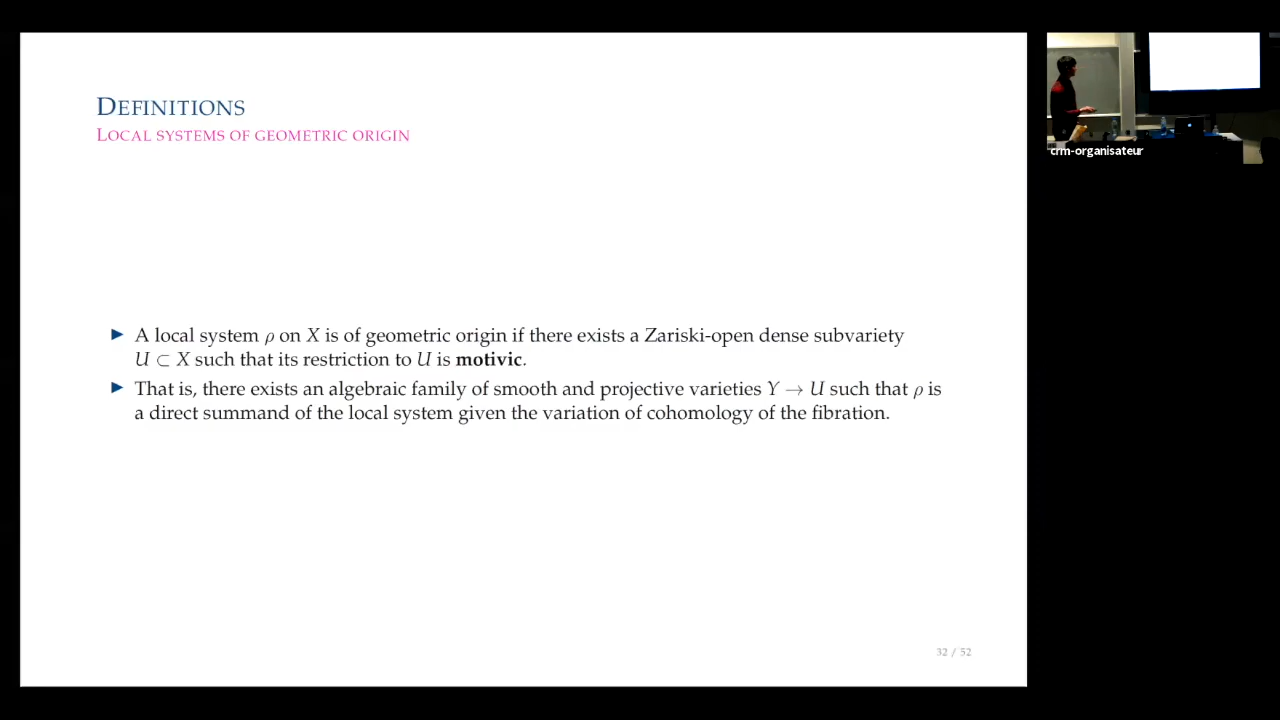 DEFINITIONS
LOCAL SYSTEMS OF GEOMETRIC ORIGIN
▶ A local system ρ on X is of geometric origin if there exists a Zariski-open dense subvariety
U ⊂ X such that its restriction to U is motivic.
▶ That is, there exists an algebraic family of smooth and projective varieties Y → U such that ρ is
a direct summand of the local system given the variation of cohomology of the fibration.
32 / 52
crm-organisateur